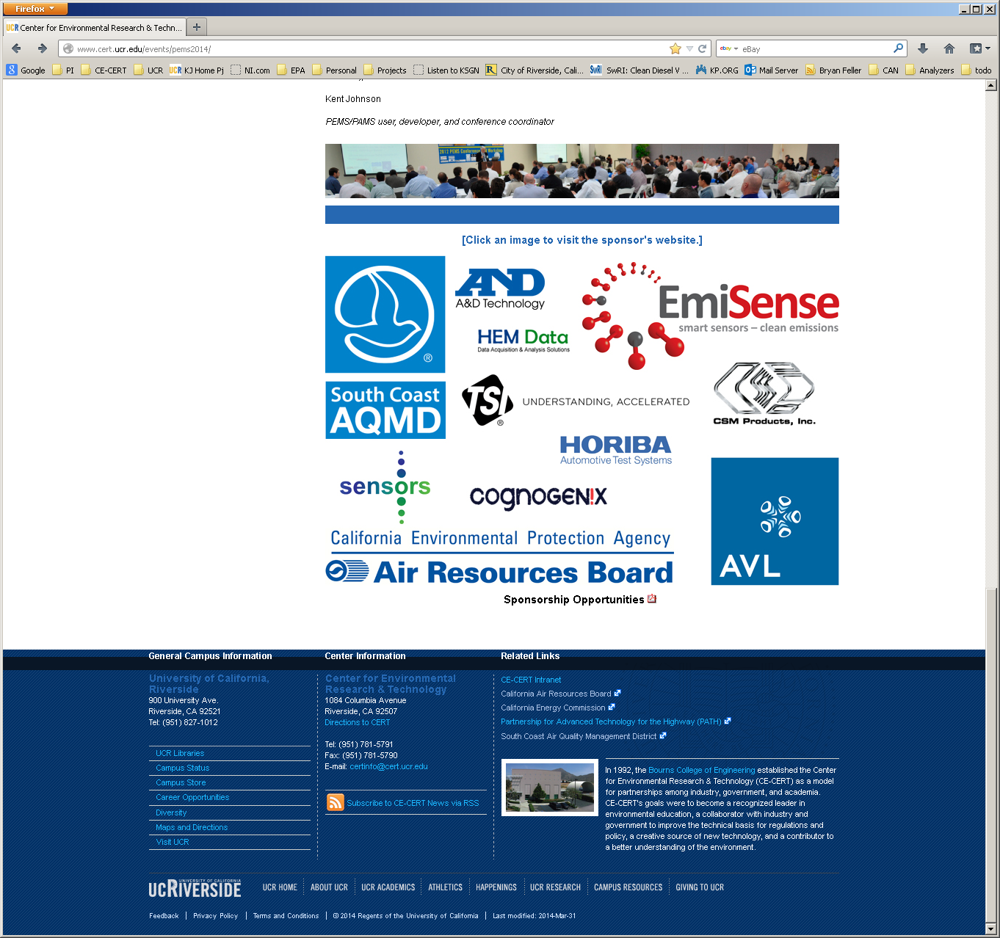 Firefox
UCR Center for Environmental Research & Techn...
www.cert.ucr.edu/events/pems2014/
ebay eBay
Google PI CE-CERT UCR UCR KJ Home Pj NI.com EPA Personal Projects Listen to KSGN R City of Riverside, Cali... SwRI SwRI: Clean Diesel V ... KP.ORG Mail Server Bryan Feller CAN Analyzers todo
Kent Johnson
PEMS/PAMS user, developer, and conference coordinator
2012 PEMS Conference
Workshop
[Click an image to visit the sponsor's website.]
AND
A&D Technology
EmiSense
smart sensors – clean emissions
HEM Data
Data Acquisition & Analysis Solutions
®
South Coast
AQMD
TSI
®
UNDERSTANDING, ACCELERATED
CSM Products, Inc.
HORIBA
Automotive Test Systems
sensors
COGNOGEN!X
California Environmental Protection Agency
Air Resources Board
AVL
Sponsorship Opportunities
General Campus Information
University of California,
Riverside
900 University Ave.
Riverside, CA 92521
Tel: (951) 827-1012
UCR Libraries
Campus Status
Campus Store
Career Opportunities
Diversity
Maps and Directions
Visit UCR
Center Information
Center for Environmental
Research & Technology
1084 Columbia Avenue
Riverside, CA 92507
Directions to CERT
Tel: (951) 781-5791
Fax: (951) 781-5790
E-mail: certinfo@cert.ucr.edu
Subscribe to CE-CERT News via RSS
Related Links
CE-CERT Intranet
California Air Resources Board
California Energy Commission
Partnership for Advanced Technology for the Highway (PATH)
South Coast Air Quality Management District
In 1992, the Bourns College of Engineering established the Center
for Environmental Research & Technology (CE-CERT) as a model
for partnerships among industry, government, and academia.
CE-CERT's goals were to become a recognized leader in
environmental education, a collaborator with industry and
government to improve the technical basis for regulations and
policy, a creative source of new technology, and a contributor to
a better understanding of the environment.
UNIVERSITY OF CALIFORNIA
UCRIVERSIDE
UCR HOME ABOUT UCR UCR ACADEMICS ATHLETICS HAPPENINGS UCR RESEARCH CAMPUS RESOURCES GIVING TO UCR
Feedback | Privacy Policy | Terms and Conditions | © 2014 Regents of the University of California | Last modified: 2014-Mar-31